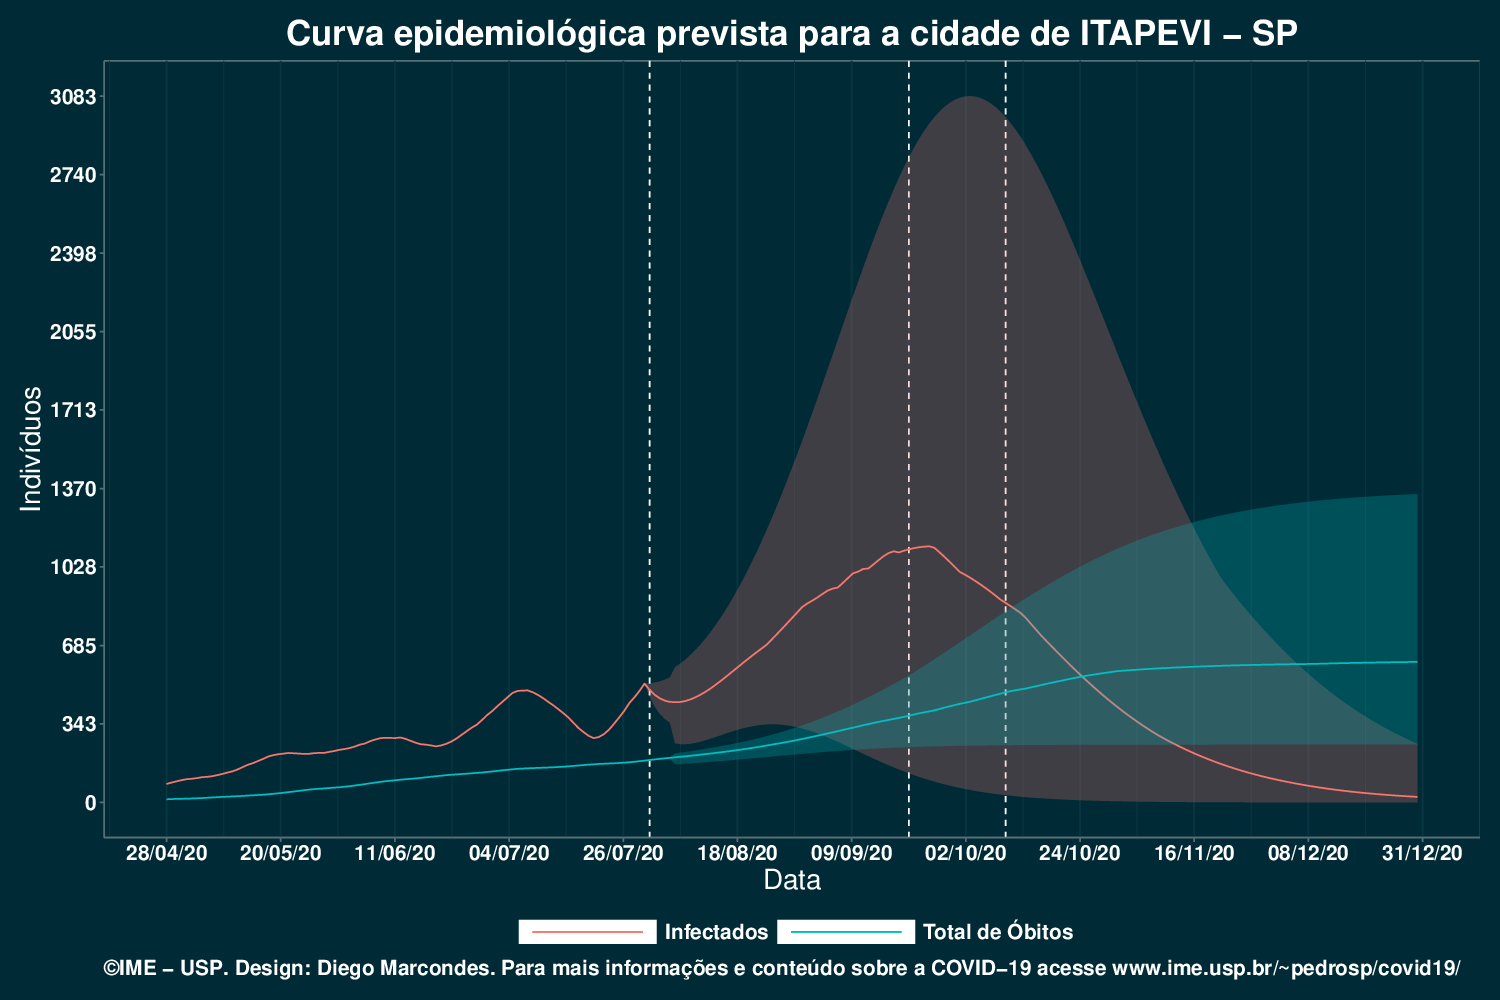 Curva epidemiológica prevista para a cidade de ITAPEVI – SP
Indivíduos
3083
2740
2398
2055
1713
1370
1028
685
343
0
28/04/20 20/05/20 11/06/20 04/07/20 26/07/20 18/08/20 09/09/20 02/10/20 24/10/20 16/11/20 08/12/20 31/12/20
Data
Infectados Total de Óbitos
©IME – USP. Design: Diego Marcondes. Para mais informações e conteúdo sobre a COVID–19 acesse www.ime.usp.br/~pedrosp/covid19/